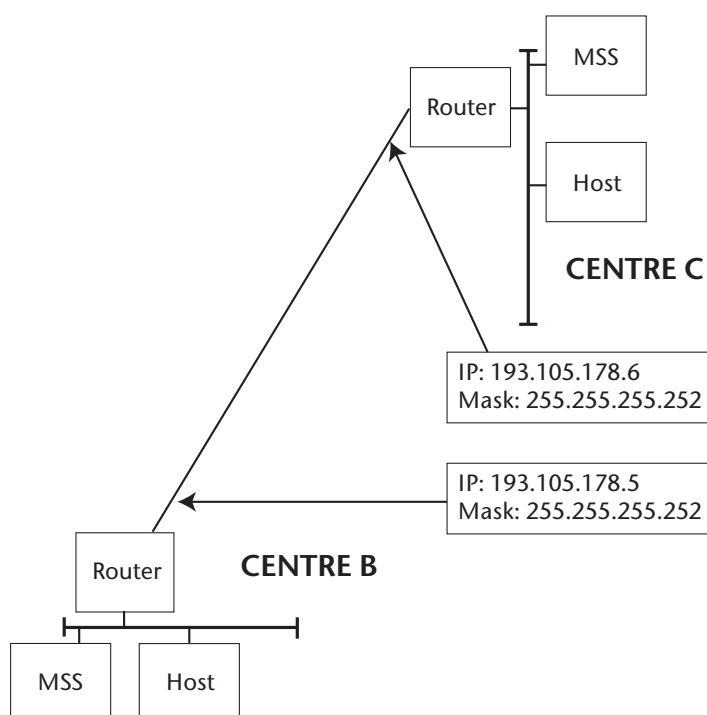 MSS
Router
Host
CENTRE C
IP: 193.105.178.6
Mask: 255.255.255.252
IP: 193.105.178.5
Mask: 255.255.255.252
Router
CENTRE B
MSS
Host